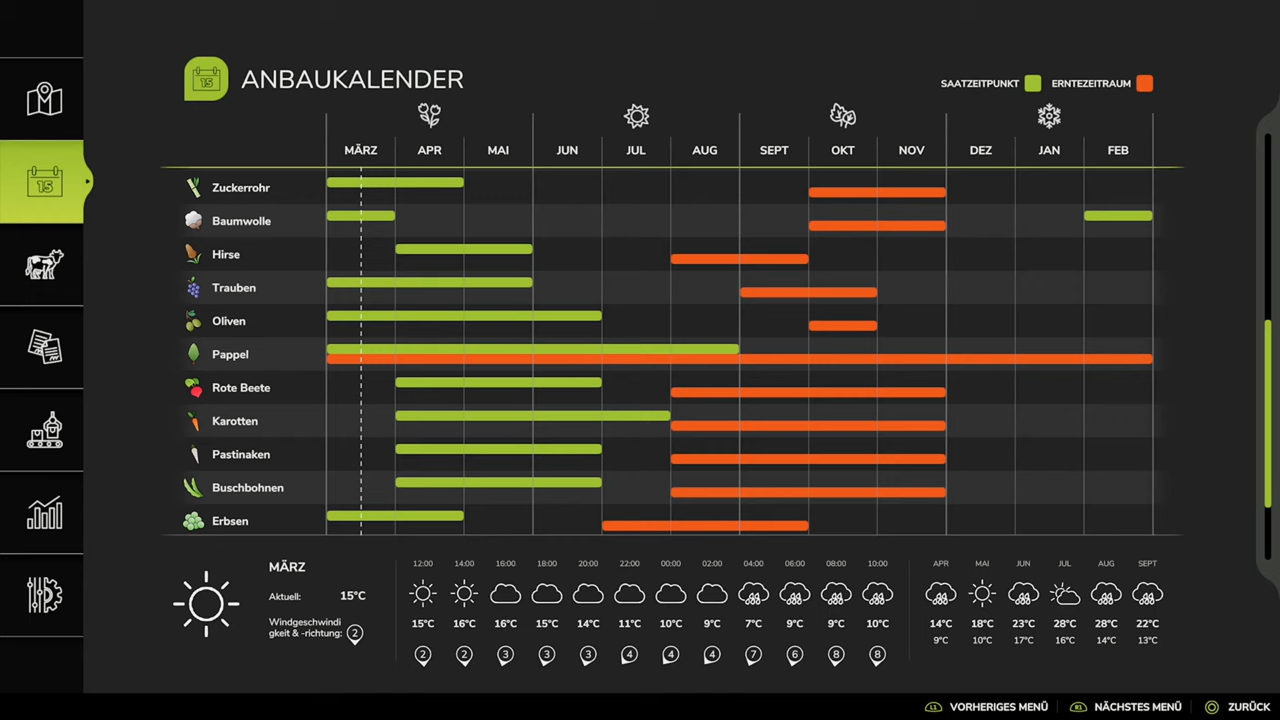 15
ANBAUKALENDER
SAATZEITPUNKT ERNTEZEITRAUM
MÄRZ APR MAI JUN JUL AUG SEPT OKT NOV DEZ JAN FEB
15
Zuckerrohr
Baumwolle
Hirse
Trauben
Oliven
Pappel
Rote Beete
Karotten
Pastinaken
Buschbohnen
Erbsen
MÄRZ
Aktuell: 15°C
Windgeschwindi
gkeit & -richtung: 2
12:00 14:00 16:00 18:00 20:00 22:00 00:00 02:00 04:00 06:00 08:00 10:00
15°C 16°C 16°C 15°C 14°C 11°C 10°C 9°C 7°C 9°C 9°C 10°C
2 2 3 3 3 4 4 4 7 6 8 8
APR MAI JUN JUL AUG SEPT
14°C 18°C 23°C 28°C 28°C 22°C
9°C 10°C 17°C 16°C 14°C 13°C
L1 VORHERIGES MENÜ R1 NÄCHSTES MENÜ ZURÜCK